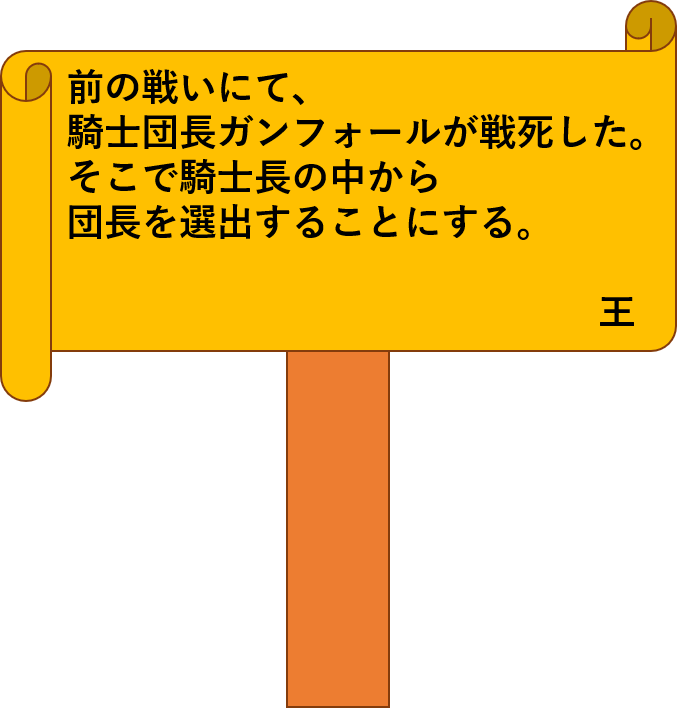 前の戦いにて、
騎士団長ガンフォールが戦死した。
そこで騎士長の中から
団長を選出することにする。
王